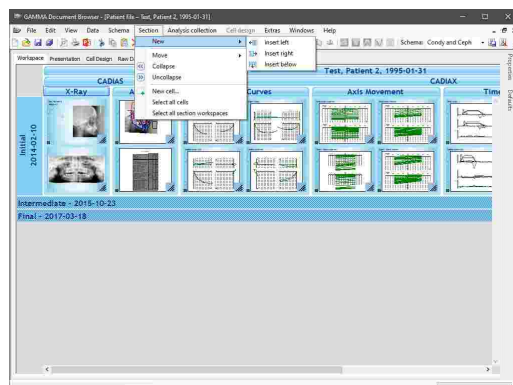 GAMMA Document Browser - [Patient file - Test, Patient 2, 1995-01-31]
File Edit View Data Schema Section Analysis collection Cell design Extras Windows Help
Schema: Condy and Ceph
Workspace Presentation Cell Design Raw Da
New
Move
Collapse
Uncollapse
New cell...
Select all cells
Select all section workspaces
Insert left
Insert right
Insert below
Properties
Defaults
Test, Patient 2, 1995-01-31
CADIAS
CADIAX
X-Ray
A
Curves
Axis Movement
Time
Initial
2014-02-10
Intermediate - 2015-10-23
Final - 2017-03-18